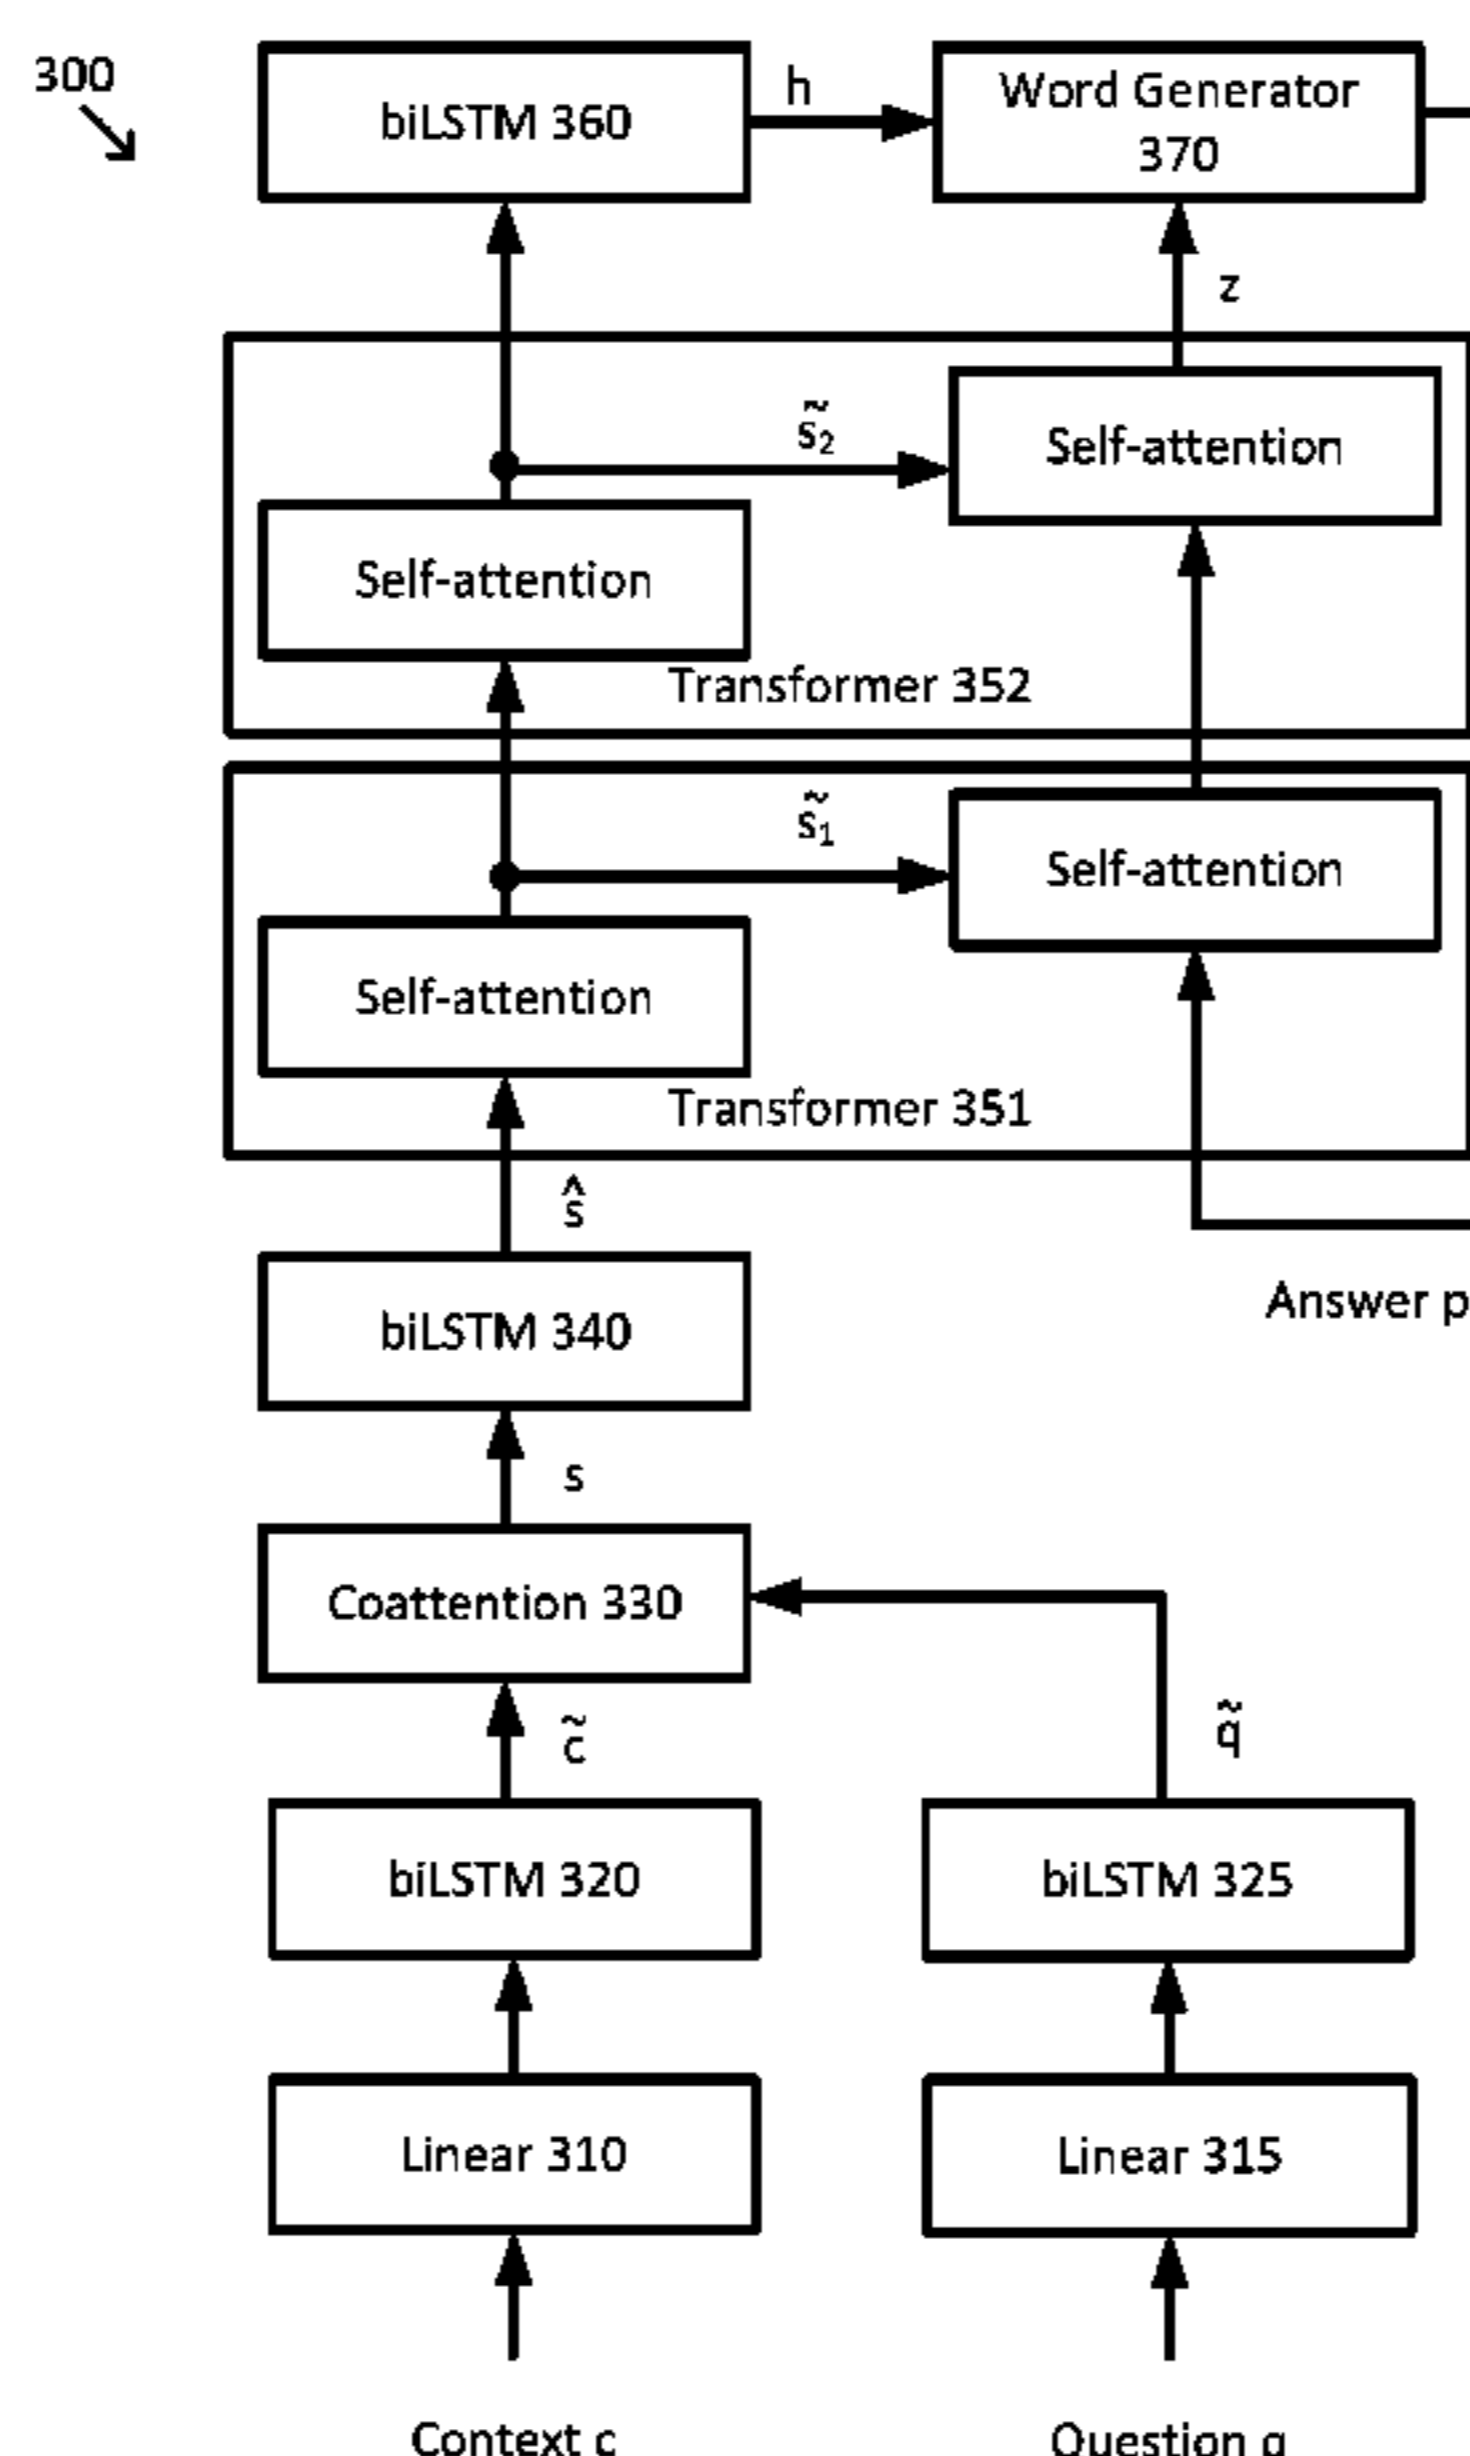 300
biLSTM 360
h
Word Generator
370
z
s̃2
Self-attention
Self-attention
Transformer 352
s̃1
Self-attention
Self-attention
Transformer 351
ŝ
biLSTM 340
Answer p
s
Coattention 330
c̃
q̃
biLSTM 320
biLSTM 325
Linear 310
Linear 315
Context c
Question q